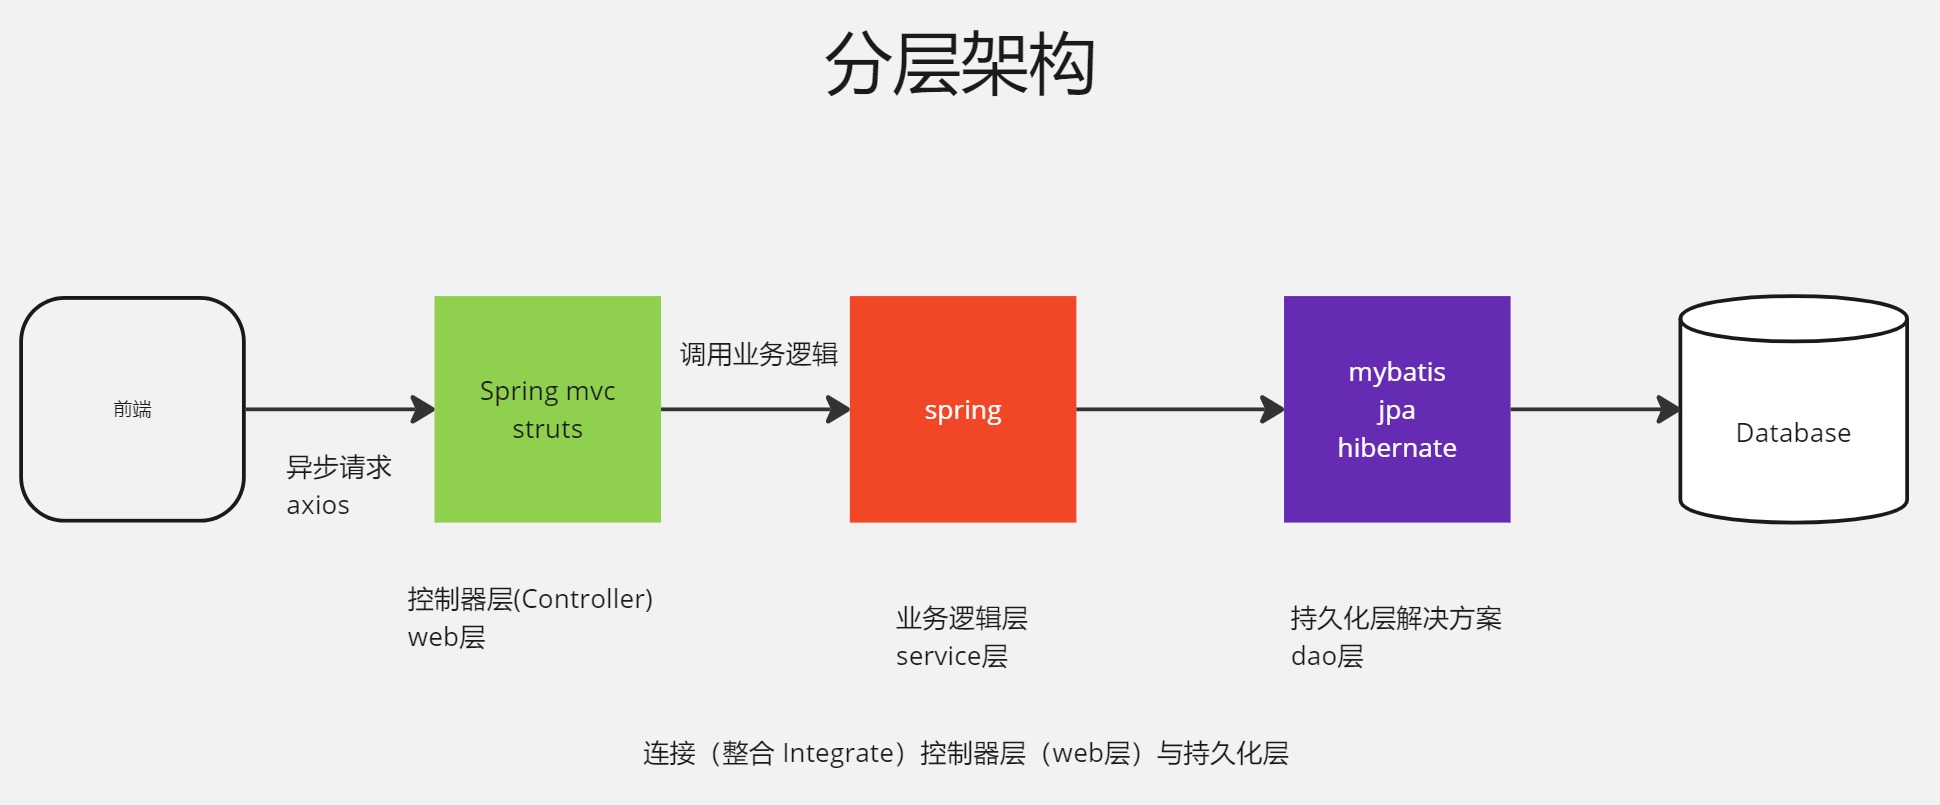 分层架构
前端
异步请求
axios
Spring mvc
struts
控制器层(Controller)
web层
调用业务逻辑
spring
业务逻辑层
service层
mybatis
jpa
hibernate
持久化层解决方案
dao层
Database
连接（整合 Integrate）控制器层（web层）与持久化层